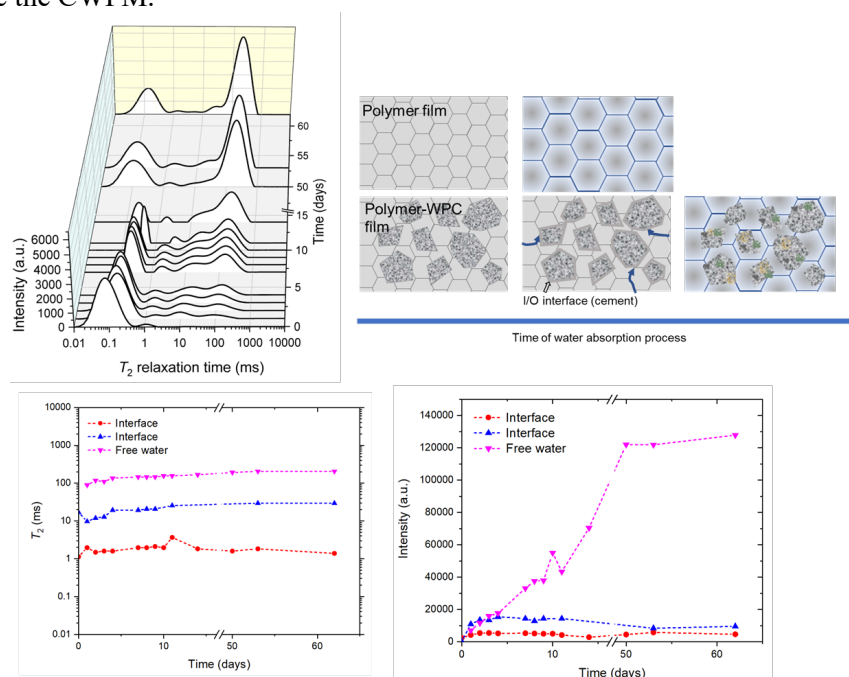 e the CWPM.
Intensity (a.u.)
6000
5000
4000
3000
2000
1000
0
0.01 0.1 1 10 100 1000 10000
T₂ relaxation time (ms)
60
55
50
15
10
5
0
Time (days)
Polymer film
Polymer-WPC
film
I/O interface (cement)
Time of water absorption process
T₂ (ms)
10000
1000
100
10
1
0.1
0.01
Interface
Interface
Free water
0 10 50 60
Time (days)
Intensity (a.u.)
140000
120000
100000
80000
60000
40000
20000
0
Interface
Interface
Free water
0 10 50 60
Time (days)